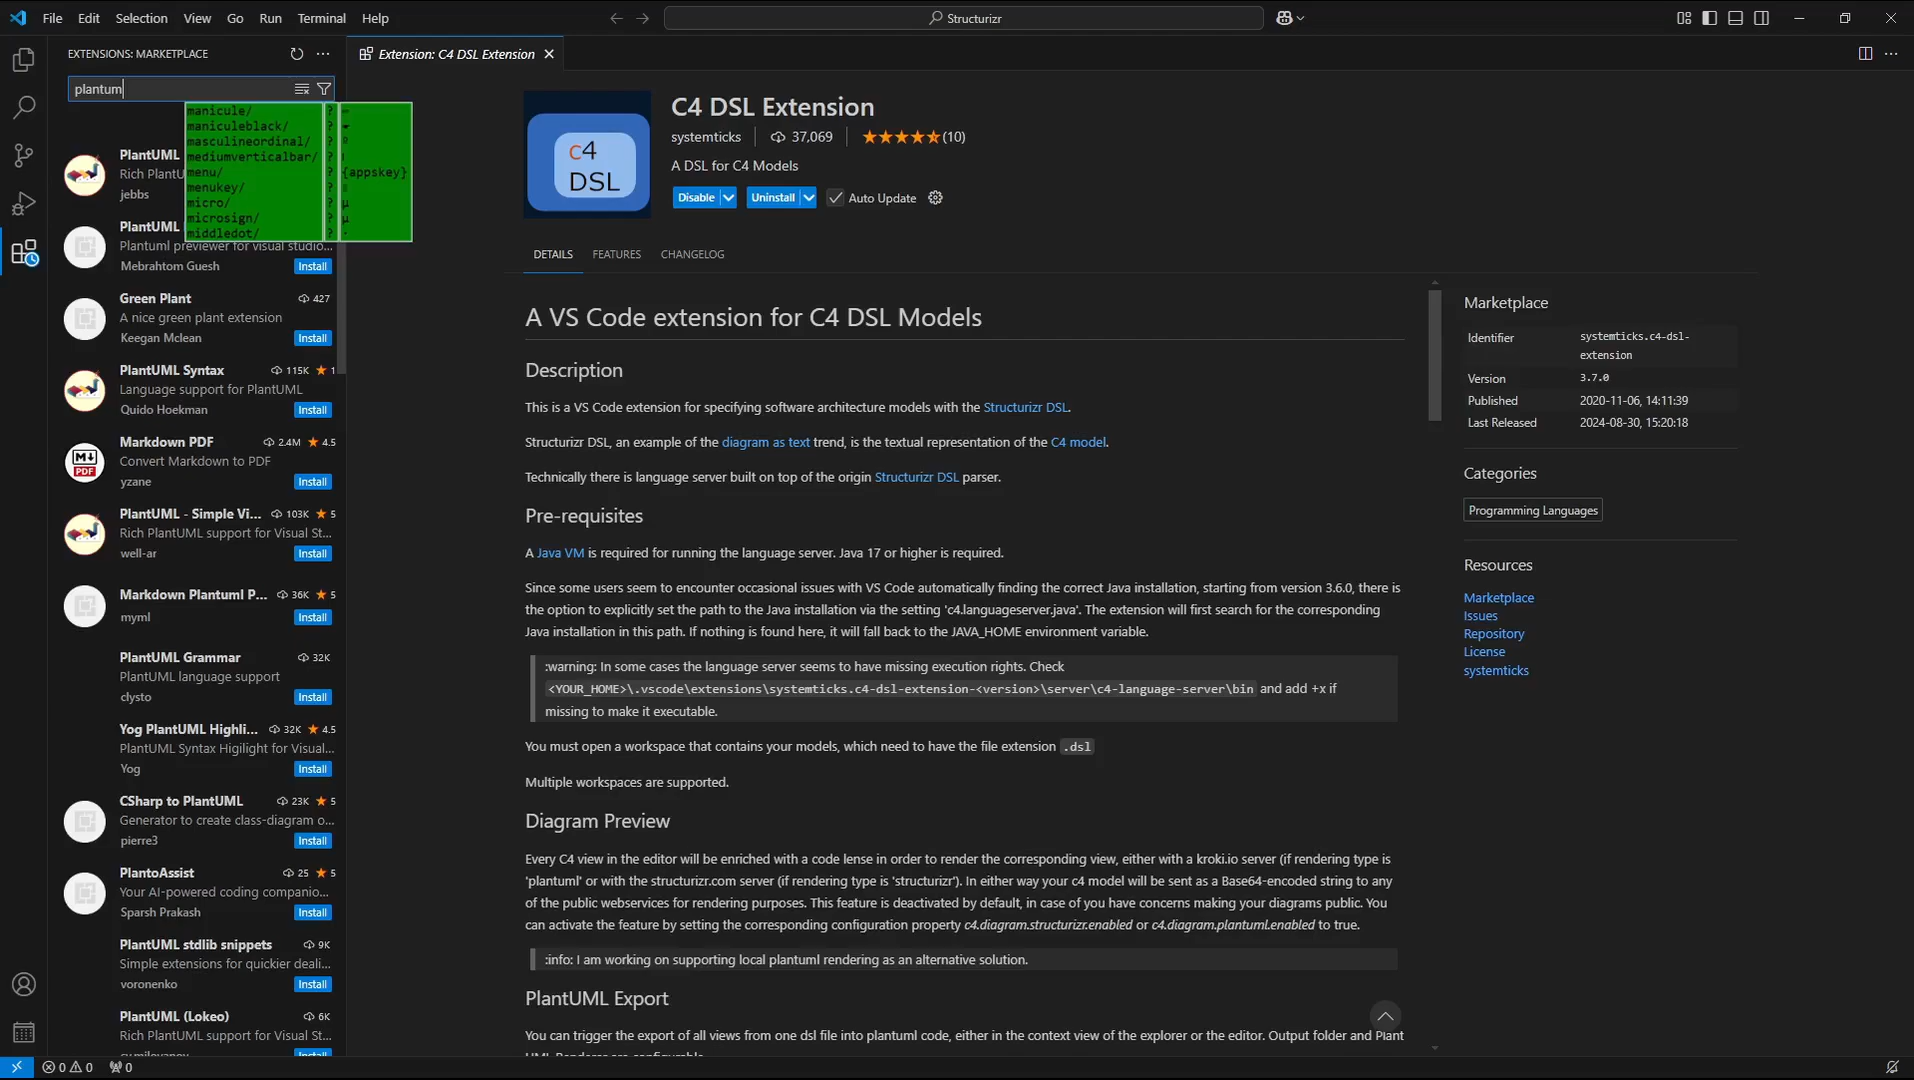 File Edit Selection View Go Run Terminal Help
Structurizr
EXTENSIONS: MARKETPLACE
Extension: C4 DSL Extension
plantum
manicule/ ?
maniculeblack/ ?
masculineordinal/ ? º
mediumverticalbar/ ?
menu/ ? {appskey}
menukey/ ?
micro/ ? µ
microsign/ ? µ
middledot/ ? ·
PlantUML
Rich PlantU
jebbs
PlantUML
Plantuml previewer for visual studio...
Mebrahtom Guesh Install
Green Plant 427
A nice green plant extension
Keegan Mclean Install
PlantUML Syntax 115K ★ 1
Language support for PlantUML
Quido Hoekman Install
Markdown PDF 2.4M ★ 4.5
Convert Markdown to PDF
yzane Install
PlantUML - Simple Vi... 103K ★ 5
Rich PlantUML support for Visual St...
well-ar Install
Markdown Plantuml P... 36K ★ 5
myml Install
PlantUML Grammar 32K
PlantUML language support
clysto Install
Yog PlantUML Highli... 32K ★ 4.5
PlantUML Syntax Higilight for Visual...
Yog Install
CSharp to PlantUML 23K ★ 5
Generator to create class-diagram o...
pierre3 Install
PlantoAssist 25 ★ 5
Your AI-powered coding companio...
Sparsh Prakash Install
PlantUML stdlib snippets 9K
Simple extensions for quickier deali...
voronenko Install
PlantUML (Lokeo) 6K
Rich PlantUML support for Visual St...
Install
C4
DSL
C4 DSL Extension
systemticks 37,069 (10)
A DSL for C4 Models
Disable Uninstall Auto Update
DETAILS FEATURES CHANGELOG
A VS Code extension for C4 DSL Models
Description
This is a VS Code extension for specifying software architecture models with the Structurizr DSL.
Structurizr DSL, an example of the diagram as text trend, is the textual representation of the C4 model.
Technically there is language server built on top of the origin Structurizr DSL parser.
Pre-requisites
A Java VM is required for running the language server. Java 17 or higher is required.
Since some users seem to encounter occasional issues with VS Code automatically finding the correct Java installation, starting from version 3.6.0, there is
the option to explicitly set the path to the Java installation via the setting 'c4.languageserver.java'. The extension will first search for the corresponding
Java installation in this path. If nothing is found here, it will fall back to the JAVA_HOME environment variable.
:warning: In some cases the language server seems to have missing execution rights. Check
<YOUR_HOME>\.vscode\extensions\systemticks.c4-dsl-extension-<version>\server\c4-language-server\bin and add +x if
missing to make it executable.
You must open a workspace that contains your models, which need to have the file extension .dsl
Multiple workspaces are supported.
Diagram Preview
Every C4 view in the editor will be enriched with a code lense in order to render the corresponding view, either with a kroki.io server (if rendering type is
'plantuml' or with the structurizr.com server (if rendering type is 'structurizr'). In either way your c4 model will be sent as a Base64-encoded string to any
of the public webservices for rendering purposes. This feature is deactivated by default, in case of you have concerns making your diagrams public. You
can activate the feature by setting the corresponding configuration property c4.diagram.structurizr.enabled or c4.diagram.plantuml.enabled to true.
:info: I am working on supporting local plantuml rendering as an alternative solution.
PlantUML Export
You can trigger the export of all views from one dsl file into plantuml code, either in the context view of the explorer or the editor. Output folder and Plant
UML Renderer are configurable.
Marketplace
Identifier systemticks.c4-dsl-
extension
Version 3.7.0
Published 2020-11-06, 14:11:39
Last Released 2024-08-30, 15:20:18
Categories
Programming Languages
Resources
Marketplace
Issues
Repository
License
systemticks
0 0 0